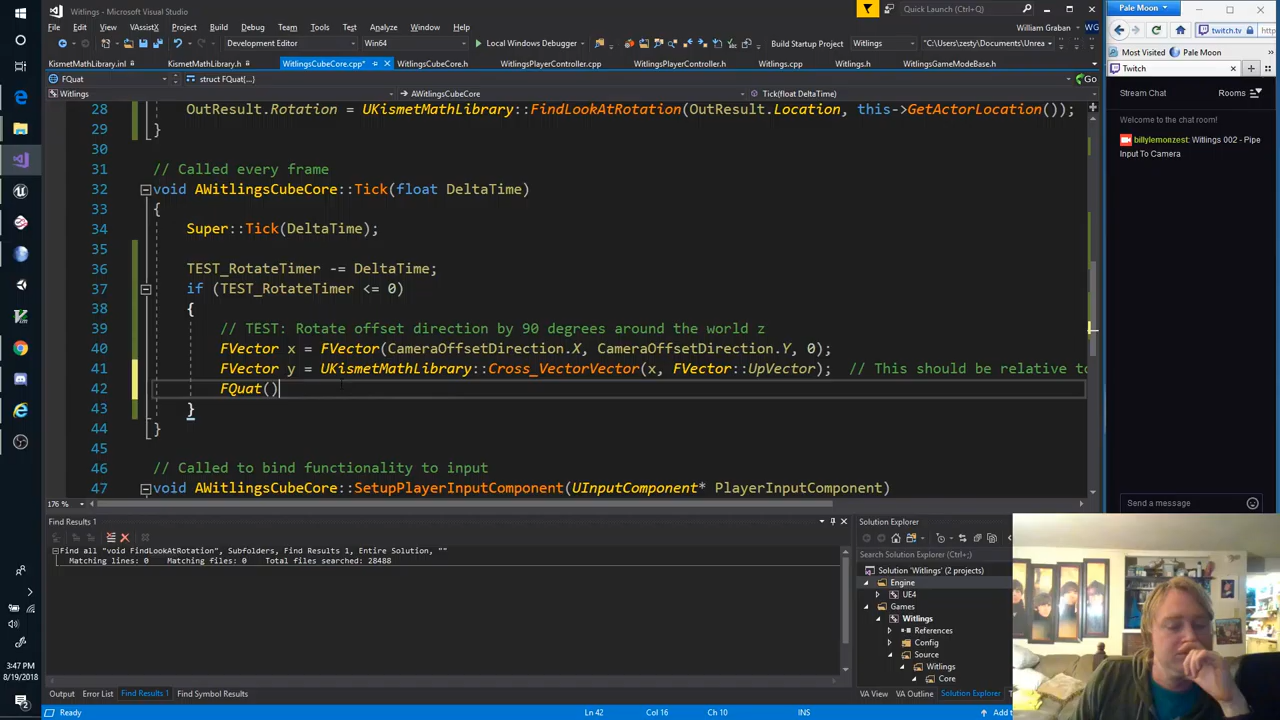 Witlings - Microsoft Visual Studio
Quick Launch (Ctrl+Q)
Pale Moon
File Edit View VAssistX Project Build Debug Team Tools Test Analyze Window Help
William Graban
Development Editor Win64 Local Windows Debugger Build Startup Project Witlings "C:\Users\zesty\Documents\Unrea
twitch.tv http
Most Visited Pale Moon
KismetMathLibrary.inl KismetMathLibrary.h WitlingsCubeCore.cpp* WitlingsCubeCore.h WitlingsPlayerController.cpp WitlingsPlayerController.h Witlings.cpp Witlings.h WitlingsGameModeBase.h
Twitch
FQuat struct FQuat{...} Go
Witlings AWitlingsCubeCore Tick(float DeltaTime)
Stream Chat Rooms
28 OutResult.Rotation = UKismetMathLibrary::FindLookAtRotation(OutResult.Location, this->GetActorLocation());
29 }
30
31 // Called every frame
32 void AWitlingsCubeCore::Tick(float DeltaTime)
33 {
34 Super::Tick(DeltaTime);
35
36 TEST_RotateTimer -= DeltaTime;
37 if (TEST_RotateTimer <= 0)
38 {
39 // TEST: Rotate offset direction by 90 degrees around the world z
40 FVector x = FVector(CameraOffsetDirection.X, CameraOffsetDirection.Y, 0);
41 FVector y = UKismetMathLibrary::Cross_VectorVector(x, FVector::UpVector); // This should be relative to
42 FQuat()
43 }
44 }
45
46 // Called to bind functionality to input
47 void AWitlingsCubeCore::SetupPlayerInputComponent(UInputComponent* PlayerInputComponent)
Welcome to the chat room!
billylemonzest: Witlings 002 - Pipe
Input To Camera
Send a message
176 %
Find Results 1
Find all "void FindLookAtRotation", Subfolders, Find Results 1, Entire Solution, ""
Matching lines: 0 Matching files: 0 Total files searched: 28488
Solution Explorer
Search Solution Explorer (Ctrl+;)
Solution 'Witlings' (2 projects)
Engine
UE4
Games
Witlings
References
Config
Source
Witlings
Core
Output Error List Find Results 1 Find Symbol Results
VA View VA Outline Solution Explorer
Ready Ln 42 Col 16 Ch 10 INS Add t
3:47 PM
8/19/2018